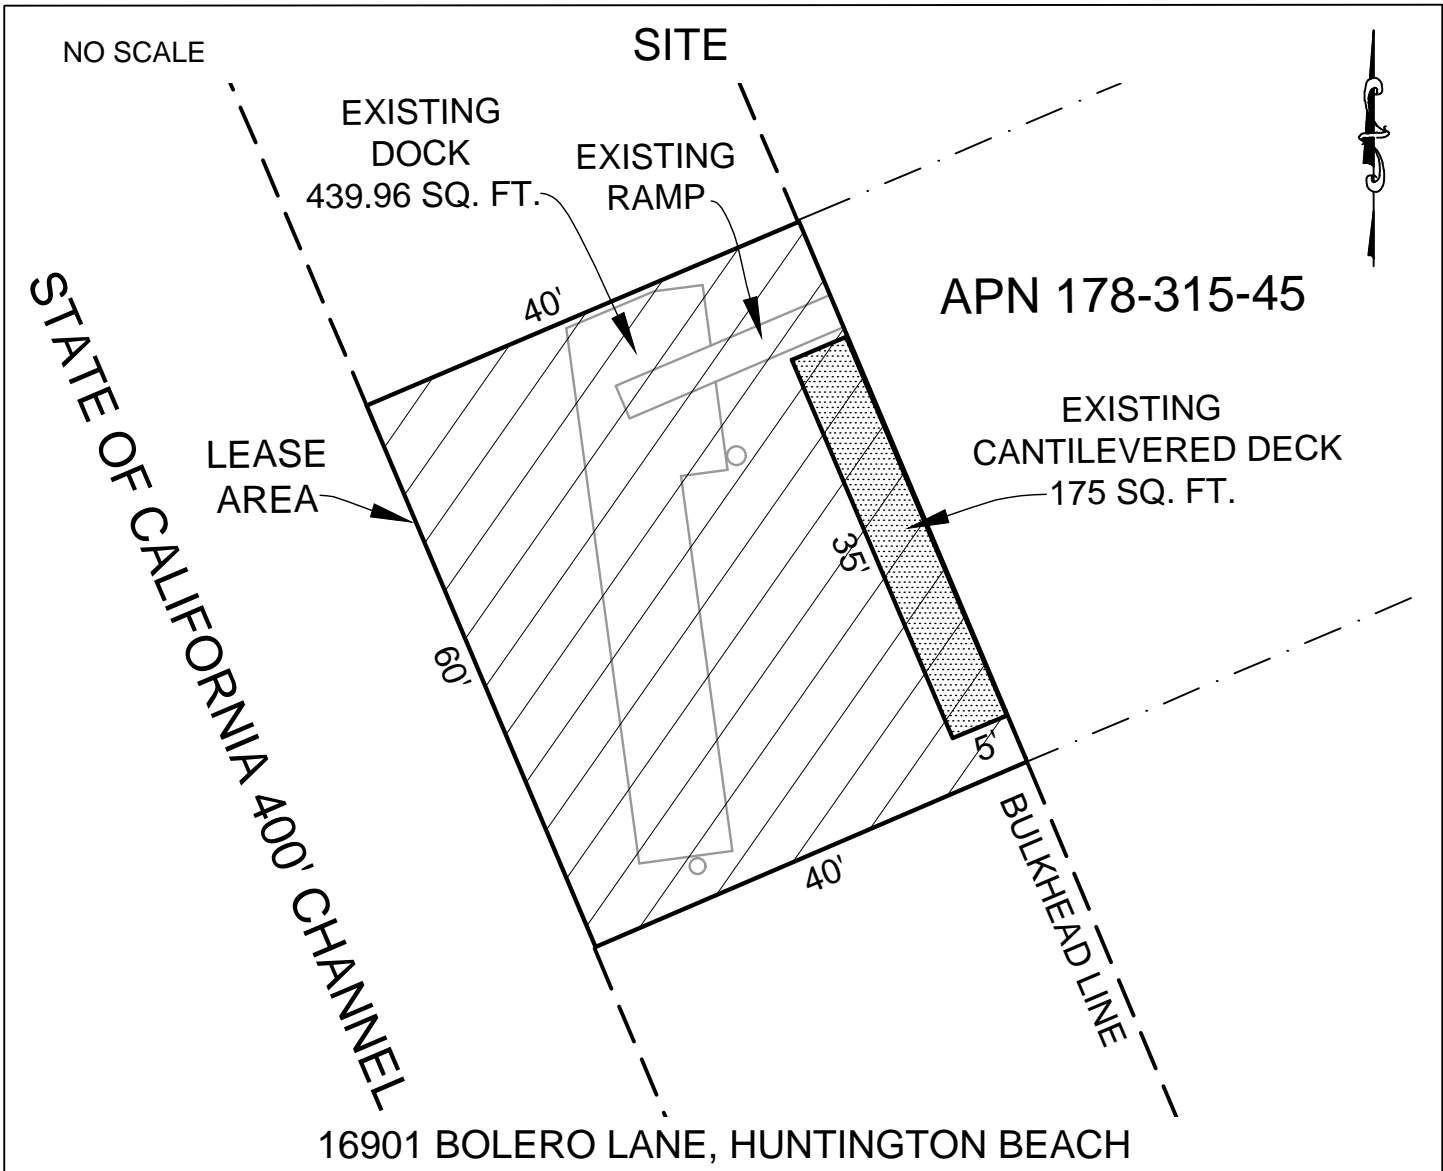 NO SCALE
SITE
EXISTING
DOCK
439.96 SQ. FT.
EXISTING
RAMP
APN 178-315-45
40'
STATE OF CALIFORNIA 400' CHANNEL
LEASE
AREA
EXISTING
CANTILEVERED DECK
175 SQ. FT.
35'
60'
5'
40'
BULKHEAD LINE
16901 BOLERO LANE, HUNTINGTON BEACH